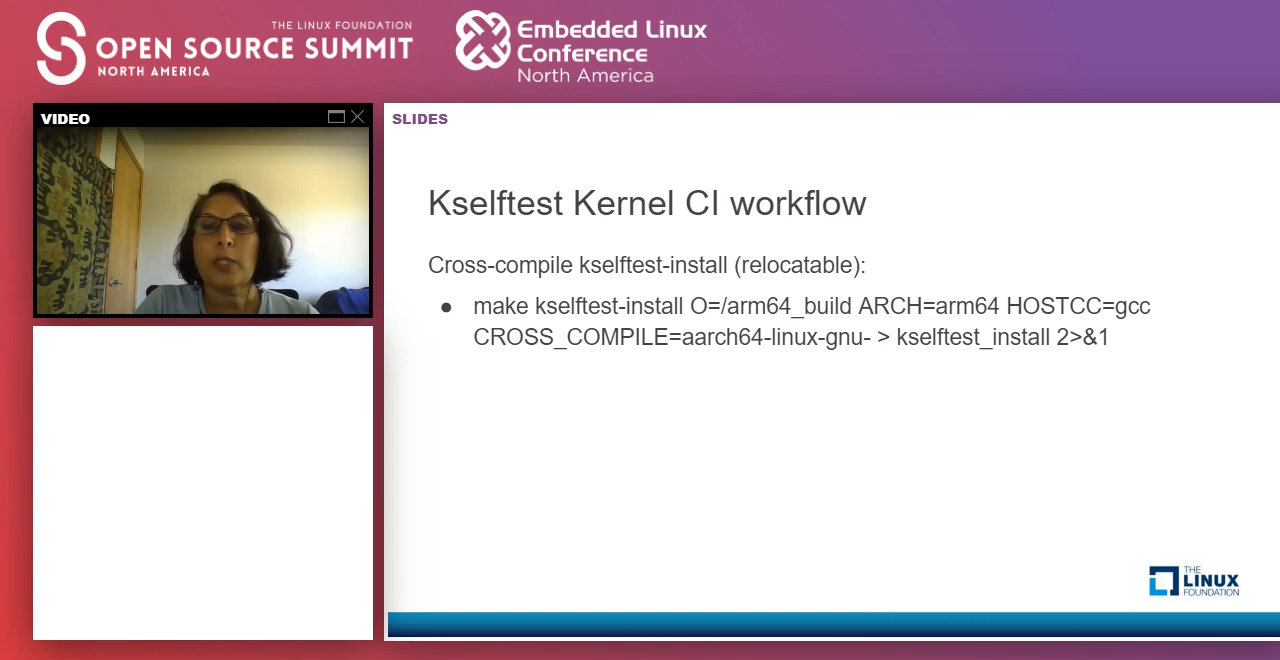 THE LINUX FOUNDATION
OPEN SOURCE SUMMIT
NORTH AMERICA
Embedded Linux
Conference
North America
VIDEO
SLIDES
Kselftest Kernel CI workflow
Cross-compile kselftest-install (relocatable):
● make kselftest-install O=/arm64_build ARCH=arm64 HOSTCC=gcc
CROSS_COMPILE=aarch64-linux-gnu- > kselftest_install 2>&1
THE
LINUX
FOUNDATION